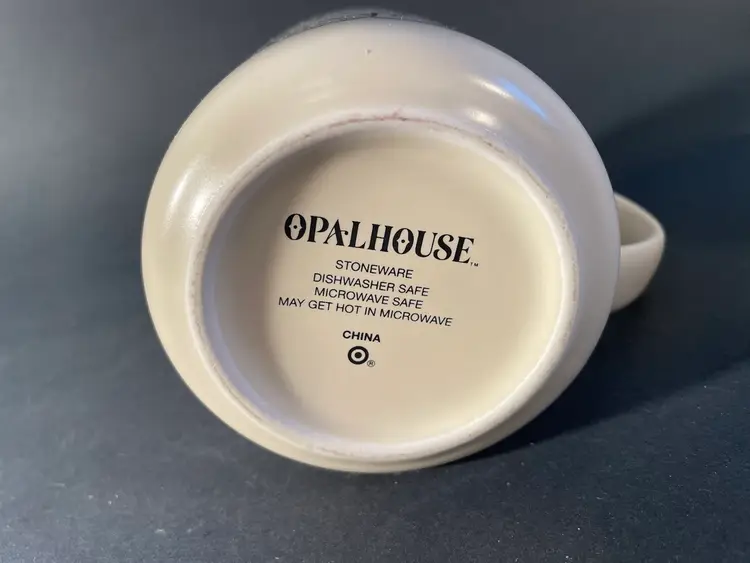 OPALHOUSE™
STONEWARE
DISHWASHER SAFE
MICROWAVE SAFE
MAY GET HOT IN MICROWAVE
CHINA
®